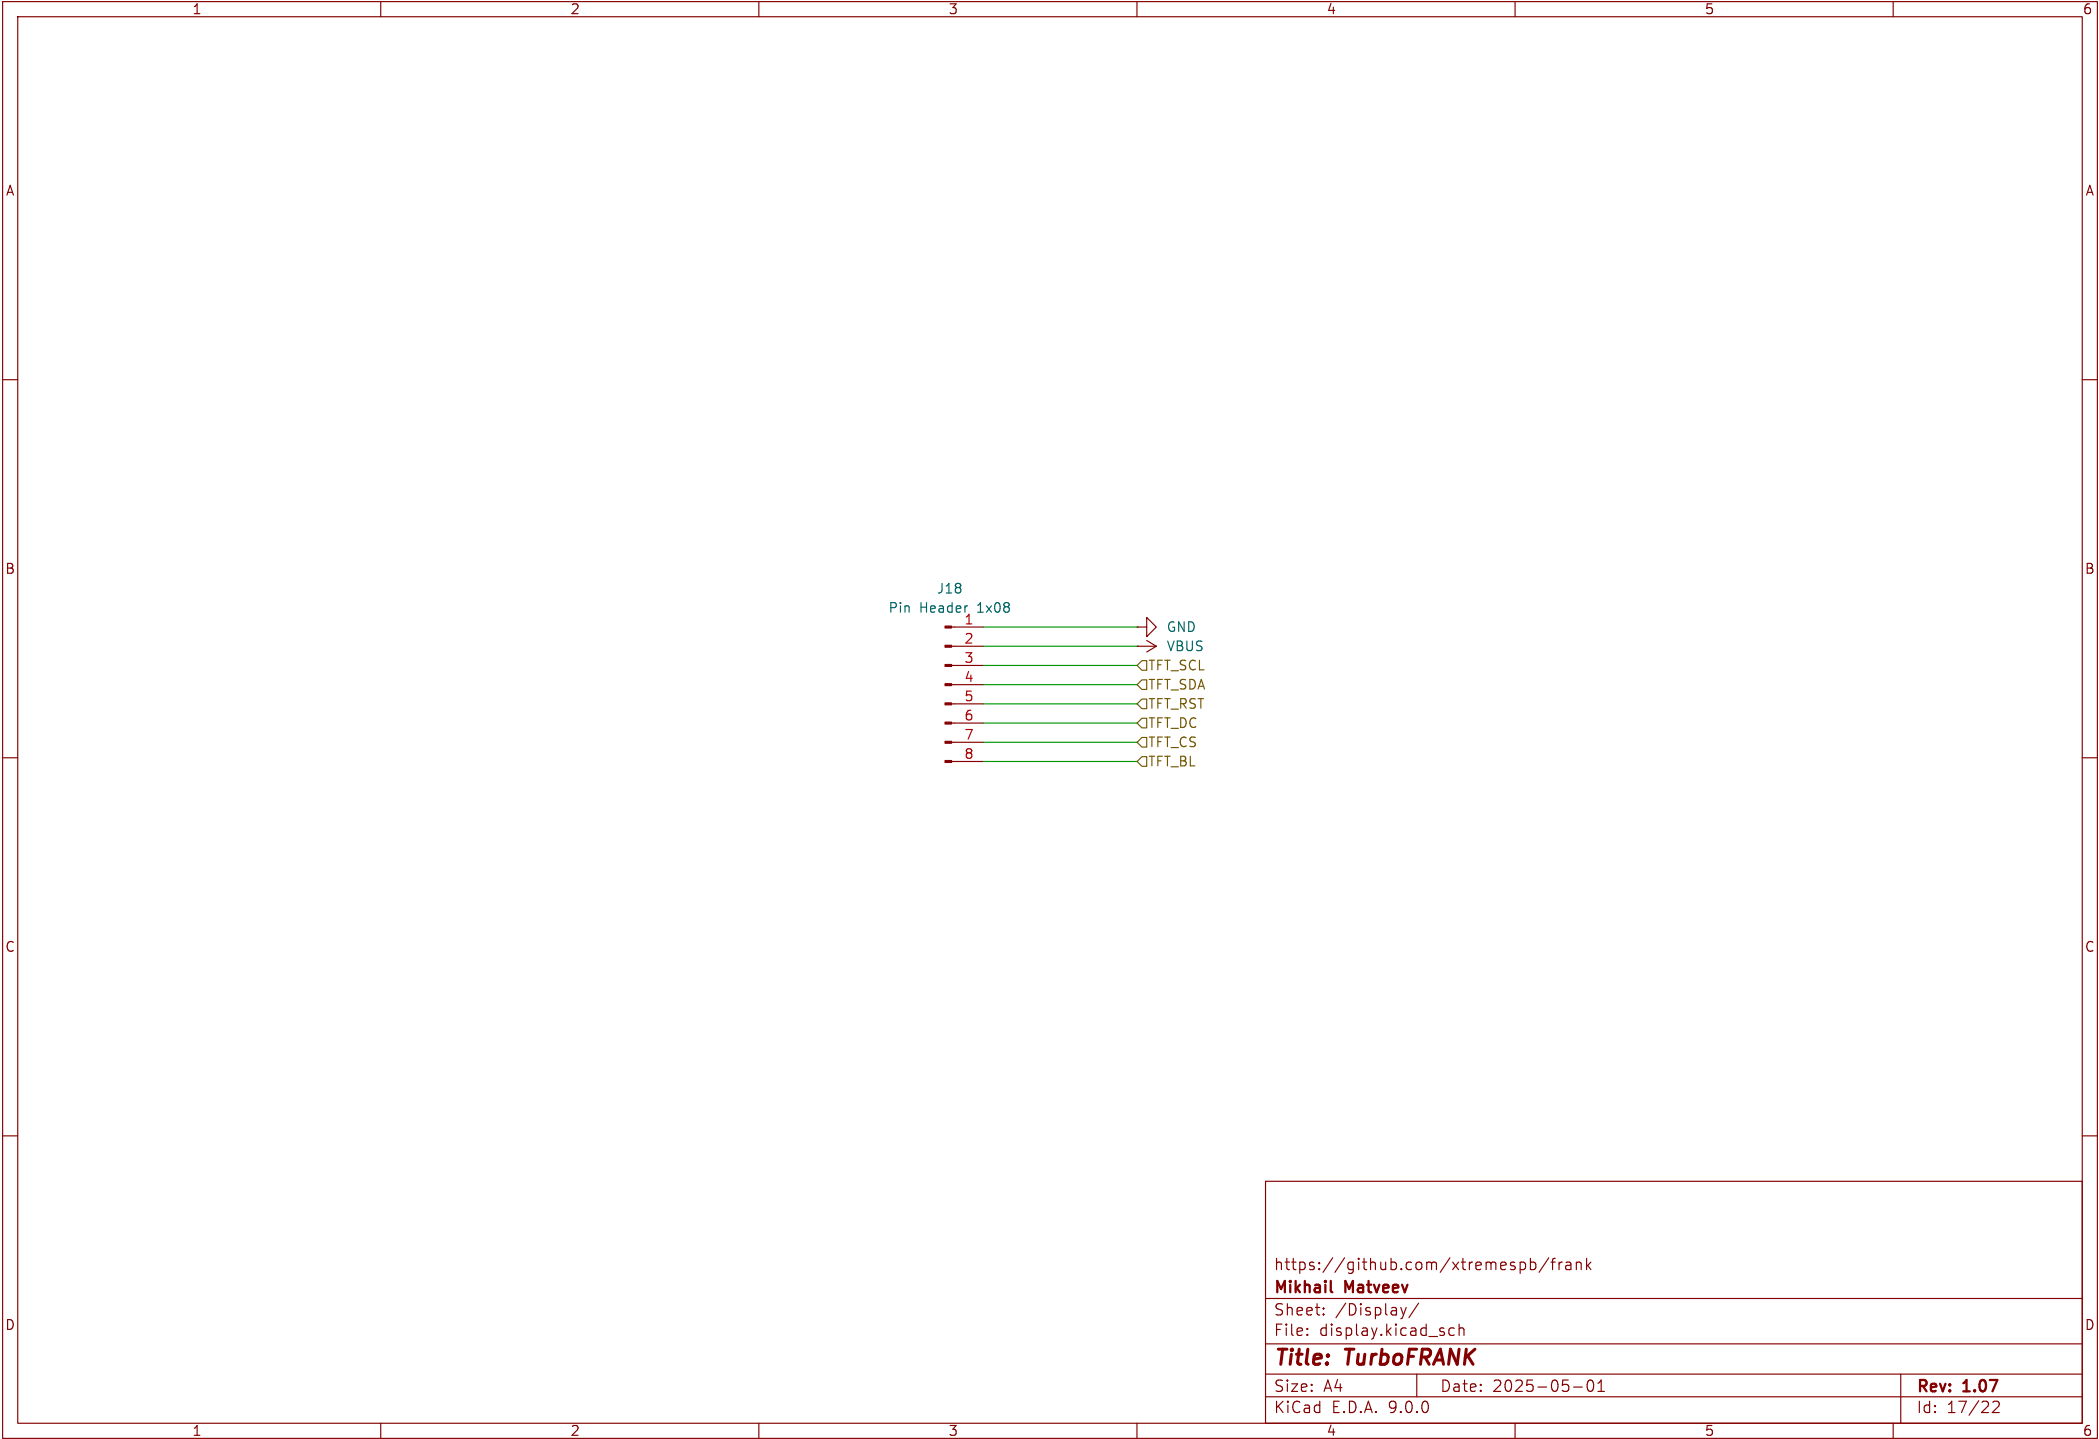 1 2 3 4 5 6
A A
B B
J18
Pin Header 1x08
1 GND
2 VBUS
3 TFT_SCL
4 TFT_SDA
5 TFT_RST
6 TFT_DC
7 TFT_CS
8 TFT_BL
C C
https://github.com/xtremespb/frank
Mikhail Matveev
Sheet: /Display/
D D
File: display.kicad_sch
Title: TurboFRANK
Size: A4 Date: 2025-05-01 Rev: 1.07
KiCad E.D.A. 9.0.0 Id: 17/22
1 2 3 4 5 6